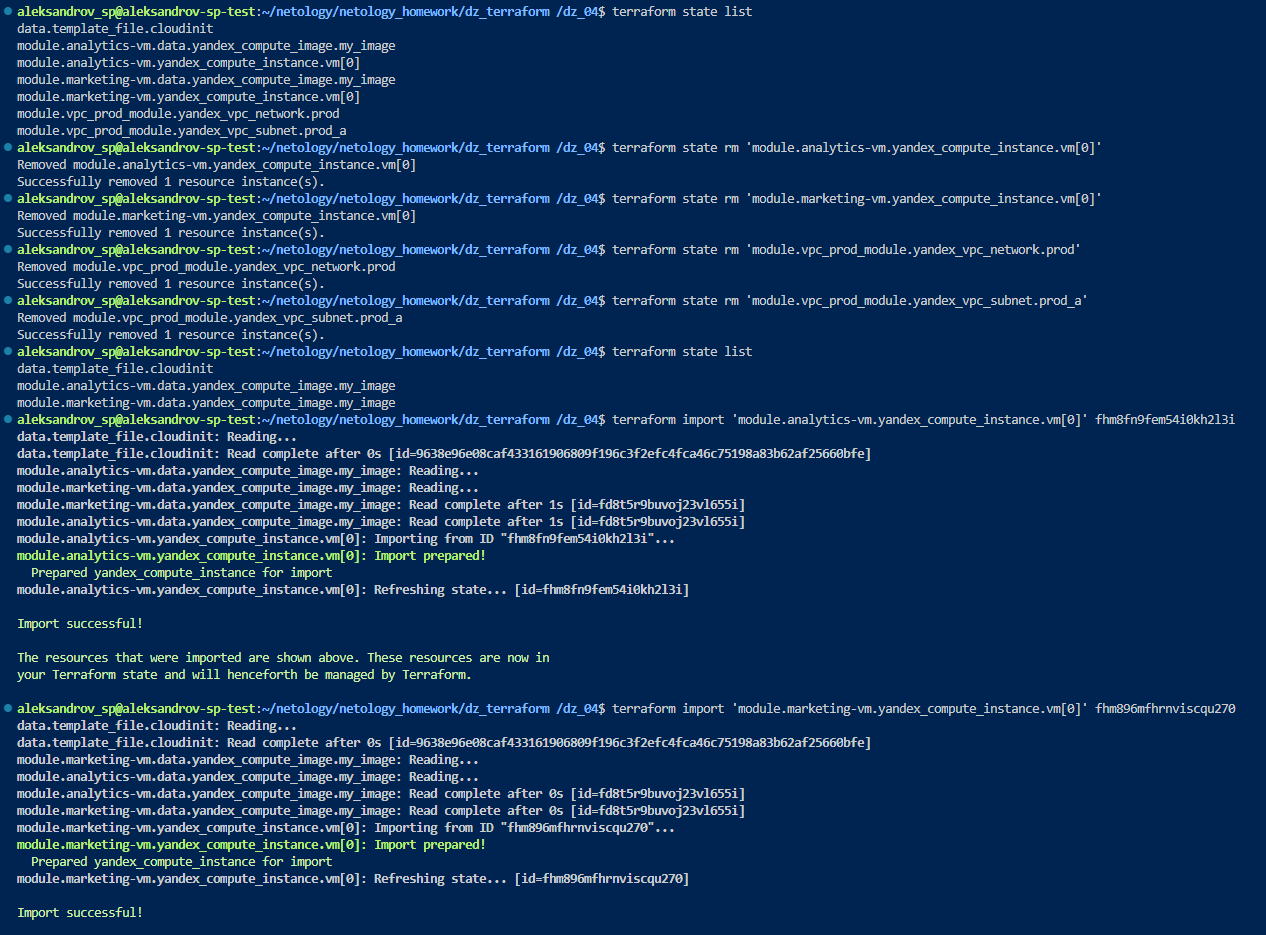 aleksandrov_sp@aleksandrov-sp-test:~/netology/netology_homework/dz_terraform /dz_04$ terraform state list
data.template_file.cloudinit
module.analytics-vm.data.yandex_compute_image.my_image
module.analytics-vm.yandex_compute_instance.vm[0]
module.marketing-vm.data.yandex_compute_image.my_image
module.marketing-vm.yandex_compute_instance.vm[0]
module.vpc_prod_module.yandex_vpc_network.prod
module.vpc_prod_module.yandex_vpc_subnet.prod_a
aleksandrov_sp@aleksandrov-sp-test:~/netology/netology_homework/dz_terraform /dz_04$ terraform state rm 'module.analytics-vm.yandex_compute_instance.vm[0]'
Removed module.analytics-vm.yandex_compute_instance.vm[0]
Successfully removed 1 resource instance(s).
aleksandrov_sp@aleksandrov-sp-test:~/netology/netology_homework/dz_terraform /dz_04$ terraform state rm 'module.marketing-vm.yandex_compute_instance.vm[0]'
Removed module.marketing-vm.yandex_compute_instance.vm[0]
Successfully removed 1 resource instance(s).
aleksandrov_sp@aleksandrov-sp-test:~/netology/netology_homework/dz_terraform /dz_04$ terraform state rm 'module.vpc_prod_module.yandex_vpc_network.prod'
Removed module.vpc_prod_module.yandex_vpc_network.prod
Successfully removed 1 resource instance(s).
aleksandrov_sp@aleksandrov-sp-test:~/netology/netology_homework/dz_terraform /dz_04$ terraform state rm 'module.vpc_prod_module.yandex_vpc_subnet.prod_a'
Removed module.vpc_prod_module.yandex_vpc_subnet.prod_a
Successfully removed 1 resource instance(s).
aleksandrov_sp@aleksandrov-sp-test:~/netology/netology_homework/dz_terraform /dz_04$ terraform state list
data.template_file.cloudinit
module.analytics-vm.data.yandex_compute_image.my_image
module.marketing-vm.data.yandex_compute_image.my_image
aleksandrov_sp@aleksandrov-sp-test:~/netology/netology_homework/dz_terraform /dz_04$ terraform import 'module.analytics-vm.yandex_compute_instance.vm[0]' fhm8fn9fem54i0kh2l3i
data.template_file.cloudinit: Reading...
data.template_file.cloudinit: Read complete after 0s [id=9638e96e08caf433161906809f196c3f2efc4fca46c75198a83b62af25660bfe]
module.analytics-vm.data.yandex_compute_image.my_image: Reading...
module.marketing-vm.data.yandex_compute_image.my_image: Reading...
module.marketing-vm.data.yandex_compute_image.my_image: Read complete after 1s [id=fd8t5r9buvoj23vl655i]
module.analytics-vm.data.yandex_compute_image.my_image: Read complete after 1s [id=fd8t5r9buvoj23vl655i]
module.analytics-vm.yandex_compute_instance.vm[0]: Importing from ID "fhm8fn9fem54i0kh2l3i"...
module.analytics-vm.yandex_compute_instance.vm[0]: Import prepared!
  Prepared yandex_compute_instance for import
module.analytics-vm.yandex_compute_instance.vm[0]: Refreshing state... [id=fhm8fn9fem54i0kh2l3i]
Import successful!
The resources that were imported are shown above. These resources are now in
your Terraform state and will henceforth be managed by Terraform.
aleksandrov_sp@aleksandrov-sp-test:~/netology/netology_homework/dz_terraform /dz_04$ terraform import 'module.marketing-vm.yandex_compute_instance.vm[0]' fhm896mfhrnviscqu270
data.template_file.cloudinit: Reading...
data.template_file.cloudinit: Read complete after 0s [id=9638e96e08caf433161906809f196c3f2efc4fca46c75198a83b62af25660bfe]
module.marketing-vm.data.yandex_compute_image.my_image: Reading...
module.analytics-vm.data.yandex_compute_image.my_image: Reading...
module.analytics-vm.data.yandex_compute_image.my_image: Read complete after 0s [id=fd8t5r9buvoj23vl655i]
module.marketing-vm.data.yandex_compute_image.my_image: Read complete after 0s [id=fd8t5r9buvoj23vl655i]
module.marketing-vm.yandex_compute_instance.vm[0]: Importing from ID "fhm896mfhrnviscqu270"...
module.marketing-vm.yandex_compute_instance.vm[0]: Import prepared!
  Prepared yandex_compute_instance for import
module.marketing-vm.yandex_compute_instance.vm[0]: Refreshing state... [id=fhm896mfhrnviscqu270]
Import successful!